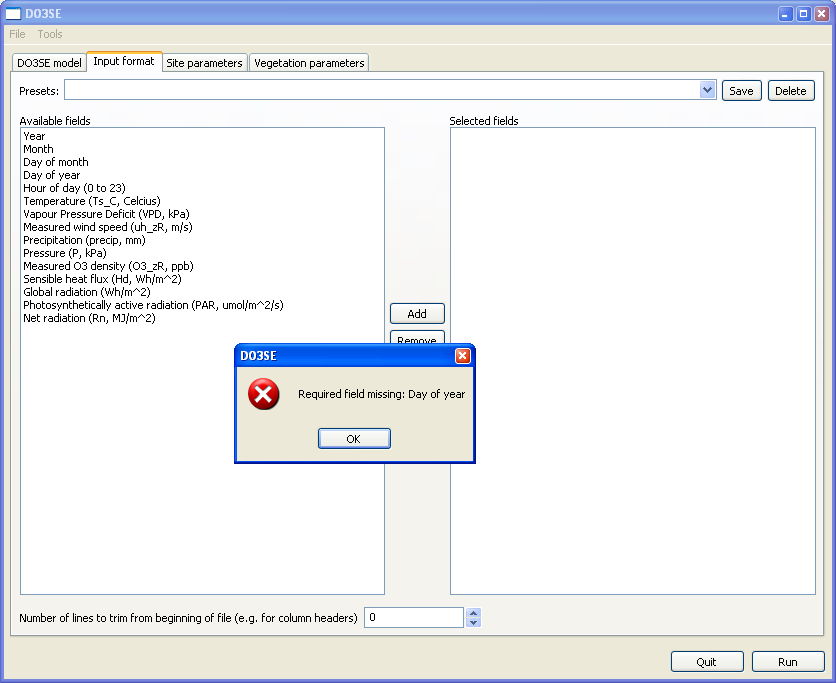 DO3SE
File Tools
DO3SE model Input format Site parameters Vegetation parameters
Presets: Save Delete
Available fields Selected fields
Year
Month
Day of month
Day of year
Hour of day (0 to 23)
Temperature (Ts_C, Celcius)
Vapour Pressure Deficit (VPD, kPa)
Measured wind speed (uh_zR, m/s)
Precipitation (precip, mm)
Pressure (P, kPa)
Measured O3 density (O3_zR, ppb)
Sensible heat flux (Hd, Wh/m^2)
Global radiation (Wh/m^2)
Photosynthetically active radiation (PAR, umol/m^2/s)
Net radiation (Rn, MJ/m^2)
Add
Remove
DO3SE
Required field missing: Day of year
OK
Number of lines to trim from beginning of file (e.g. for column headers) 0
Quit Run